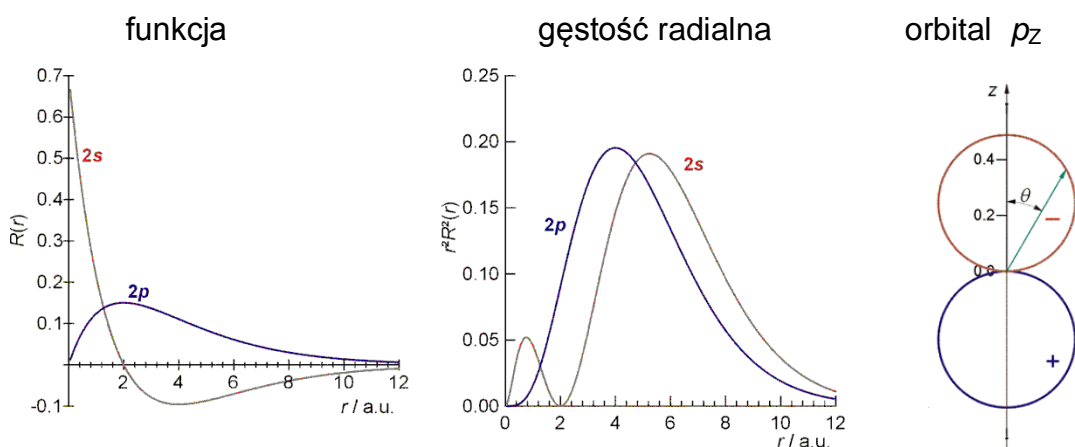 funkcja
gęstość radialna
orbital pZ
0.7
0.6
0.5
0.4
0.3
0.2
0.1
-0.1
R(r)
2s
2p
2
4
6
8
10
12
r / a.u.
0.25
0.20
0.15
0.10
0.05
0.00
r²R²(r)
2p
2s
0
2
4
6
8
10
12
r / a.u.
z
0.4
θ
0.2
−
0.0
+